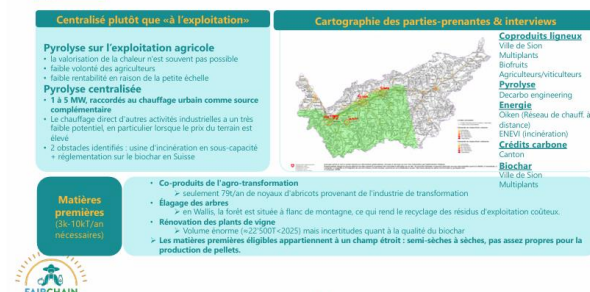 Centralisé plutôt que «à l'exploitation»
Pyrolyse sur l'exploitation agricole
• la valorisation de la chaleur n'est souvent pas possible
• faible volonté des agriculteurs
• faible rentabilité en raison de la petite échelle
Pyrolyse centralisée
• 1 à 5 MW, raccordés au chauffage urbain comme source
complémentaire
• Le chauffage direct d'autres activités industrielles a un très
faible potentiel, en particulier lorsque le prix du terrain est
élevé
• 2 obstacles identifiés : usine d'incinération en sous-capacité
+ réglementation sur le biochar en Suisse
Cartographie des parties-prenantes & interviews
Coproduits ligneux
Ville de Sion
Multiplants
Biofruits
Agriculteurs/viticulteurs
Pyrolyse
Decarbo engineering
Energie
Oiken (Réseau de chauff. à
distance)
ENEVI (incinération)
Crédits carbone
Canton
Biochar
Ville de Sion
Multiplants
Matières
premières
(3k-10kT/an
nécessaires)
• Co-produits de l'agro-transformation
➢ seulement 79t/an de noyaux d'abricots provenant de l'industrie de transformation
• Élagage des arbres
➢ en Wallis, la forêt est située à flanc de montagne, ce qui rend le recyclage des résidus d'exploitation coûteux.
• Rénovation des plants de vigne
➢ Volume énorme (≈22'500T<2025) mais incertitudes quant à la qualité du biochar
➢ Les matières premières éligibles appartiennent à un champ étroit : semi-sèches à sèches, pas assez propres pour la
production de pellets.
FAIRCHAIN